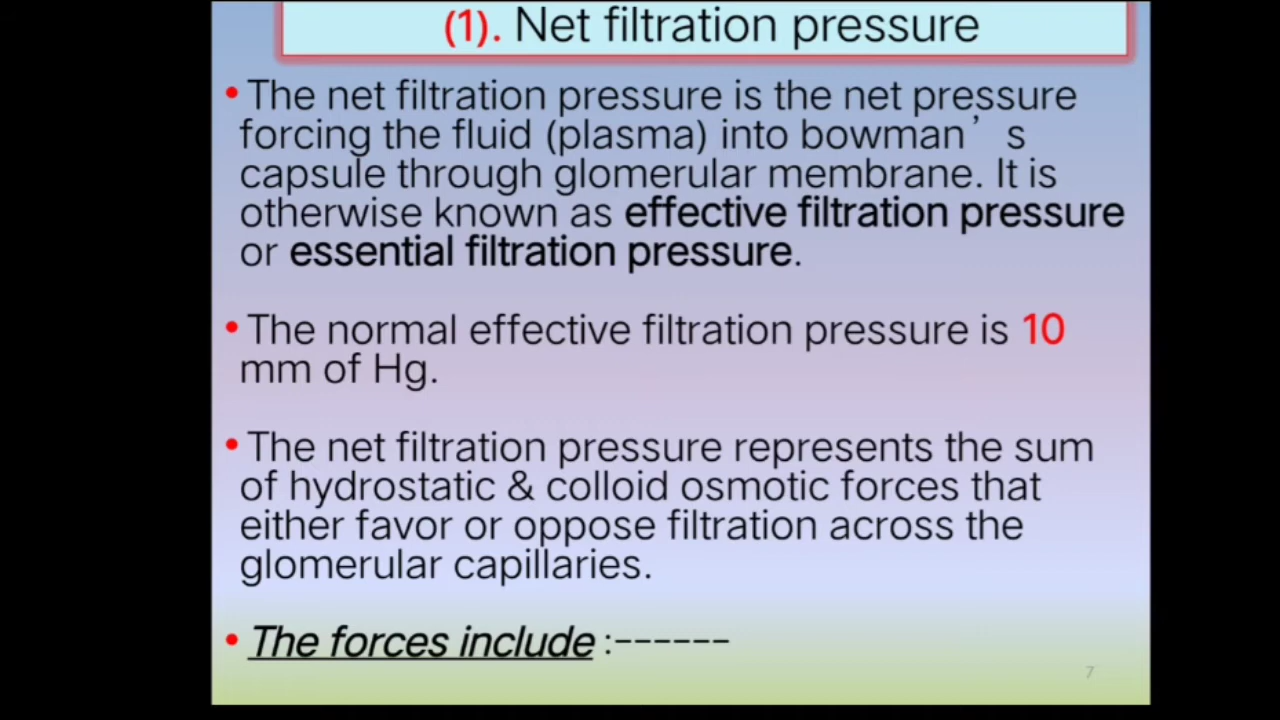 (1). Net filtration pressure
• The net filtration pressure is the net pressure
forcing the fluid (plasma) into bowman’ s
capsule through glomerular membrane. It is
otherwise known as effective filtration pressure
or essential filtration pressure.
• The normal effective filtration pressure is 10
mm of Hg.
• The net filtration pressure represents the sum
of hydrostatic & colloid osmotic forces that
either favor or oppose filtration across the
glomerular capillaries.
• The forces include :------
7